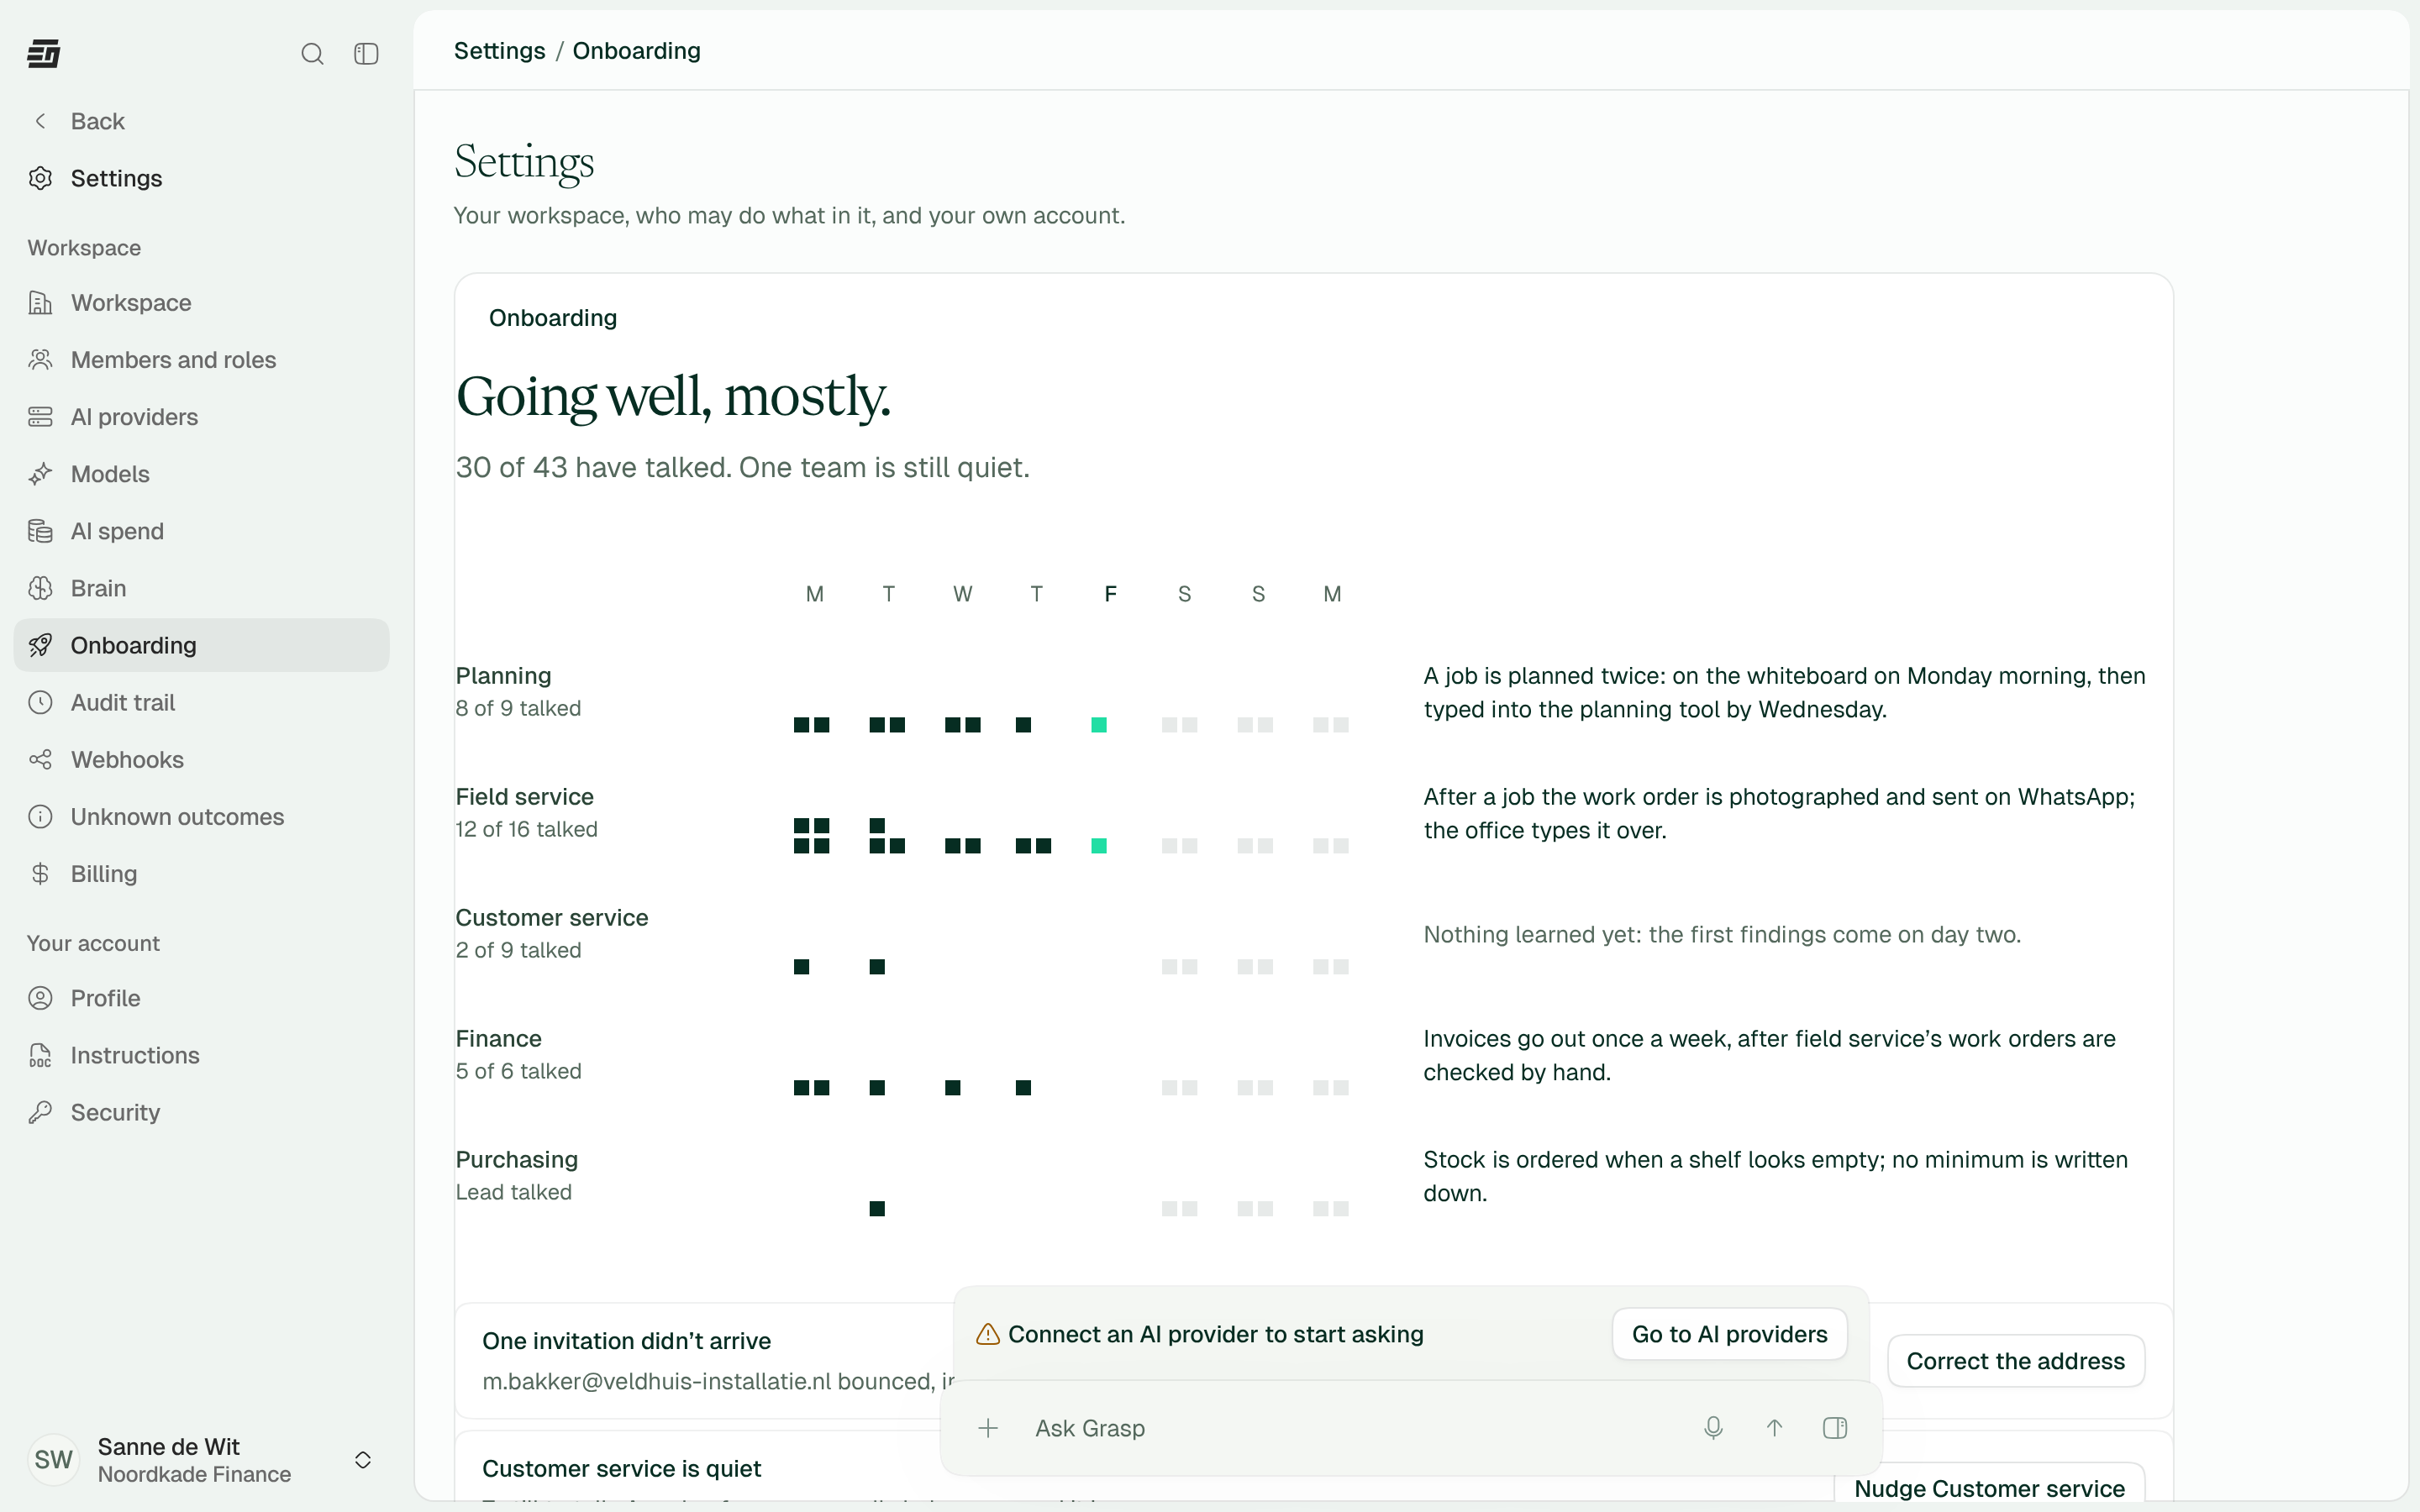 Back
Settings
Workspace
Workspace
Members and roles
AI providers
Models
AI spend
Brain
Onboarding
Audit trail
Webhooks
Unknown outcomes
Billing
Your account
Profile
Instructions
Security
SW
Sanne de Wit
Noordkade Finance
Settings / Onboarding
Settings
Your workspace, who may do what in it, and your own account.
Onboarding
Going well, mostly.
30 of 43 have talked. One team is still quiet.
M T W T F S S M
Planning
8 of 9 talked
A job is planned twice: on the whiteboard on Monday morning, then
typed into the planning tool by Wednesday.
Field service
12 of 16 talked
After a job the work order is photographed and sent on WhatsApp;
the office types it over.
Customer service
2 of 9 talked
Nothing learned yet: the first findings come on day two.
Finance
5 of 6 talked
Invoices go out once a week, after field service’s work orders are
checked by hand.
Purchasing
Lead talked
Stock is ordered when a shelf looks empty; no minimum is written
down.
One invitation didn’t arrive
m.bakker@veldhuis-installatie.nl bounced,
Correct the address
Connect an AI provider to start asking
Go to AI providers
Ask Grasp
Customer service is quiet
Nudge Customer service